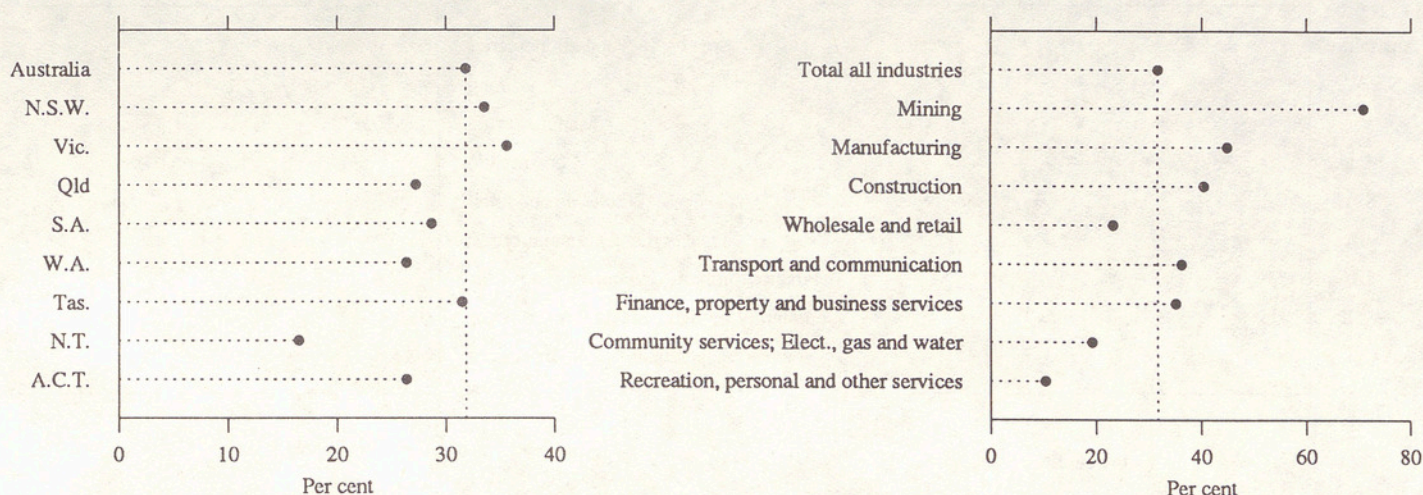 Australia
N.S.W.
Vic.
Qld
S.A.
W.A.
Tas.
N.T.
A.C.T.
0 10 20 30 40
Per cent
Total all industries
Mining
Manufacturing
Construction
Wholesale and retail
Transport and communication
Finance, property and business services
Community services; Elect., gas and water
Recreation, personal and other services
0 20 40 60 80
Per cent